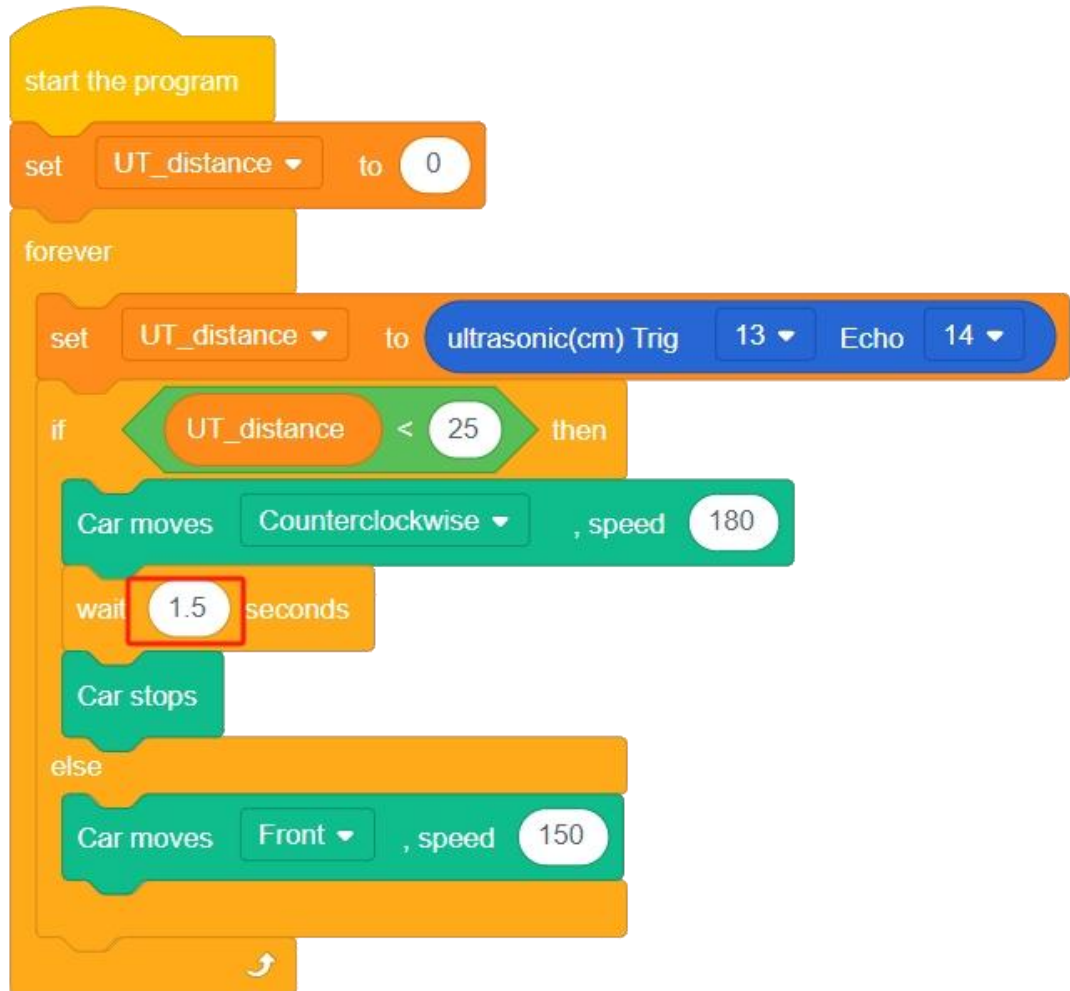 start the program
set UT_distance to 0
forever
set UT_distance to ultrasonic(cm) Trig 13 Echo 14
if UT_distance < 25 then
Car moves Counterclockwise , speed 180
wait 1.5 seconds
Car stops
else
Car moves Front , speed 150